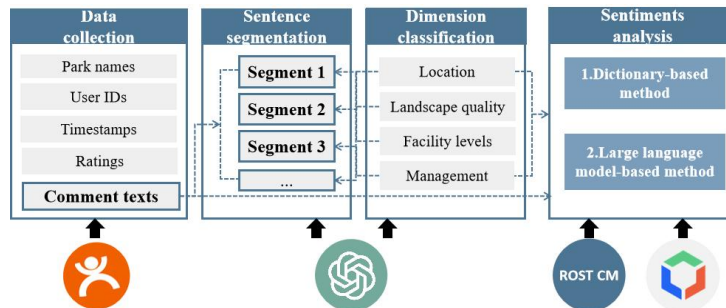 Data
collection
Park names
User IDs
Timestamps
Ratings
Comment texts
Sentence
segmentation
Segment 1
Segment 2
Segment 3
...
Dimension
classification
Location
Landscape quality
Facility levels
Management
Sentiments
analysis
1.Dictionary-based
method
2.Large language
model-based method
ROST CM